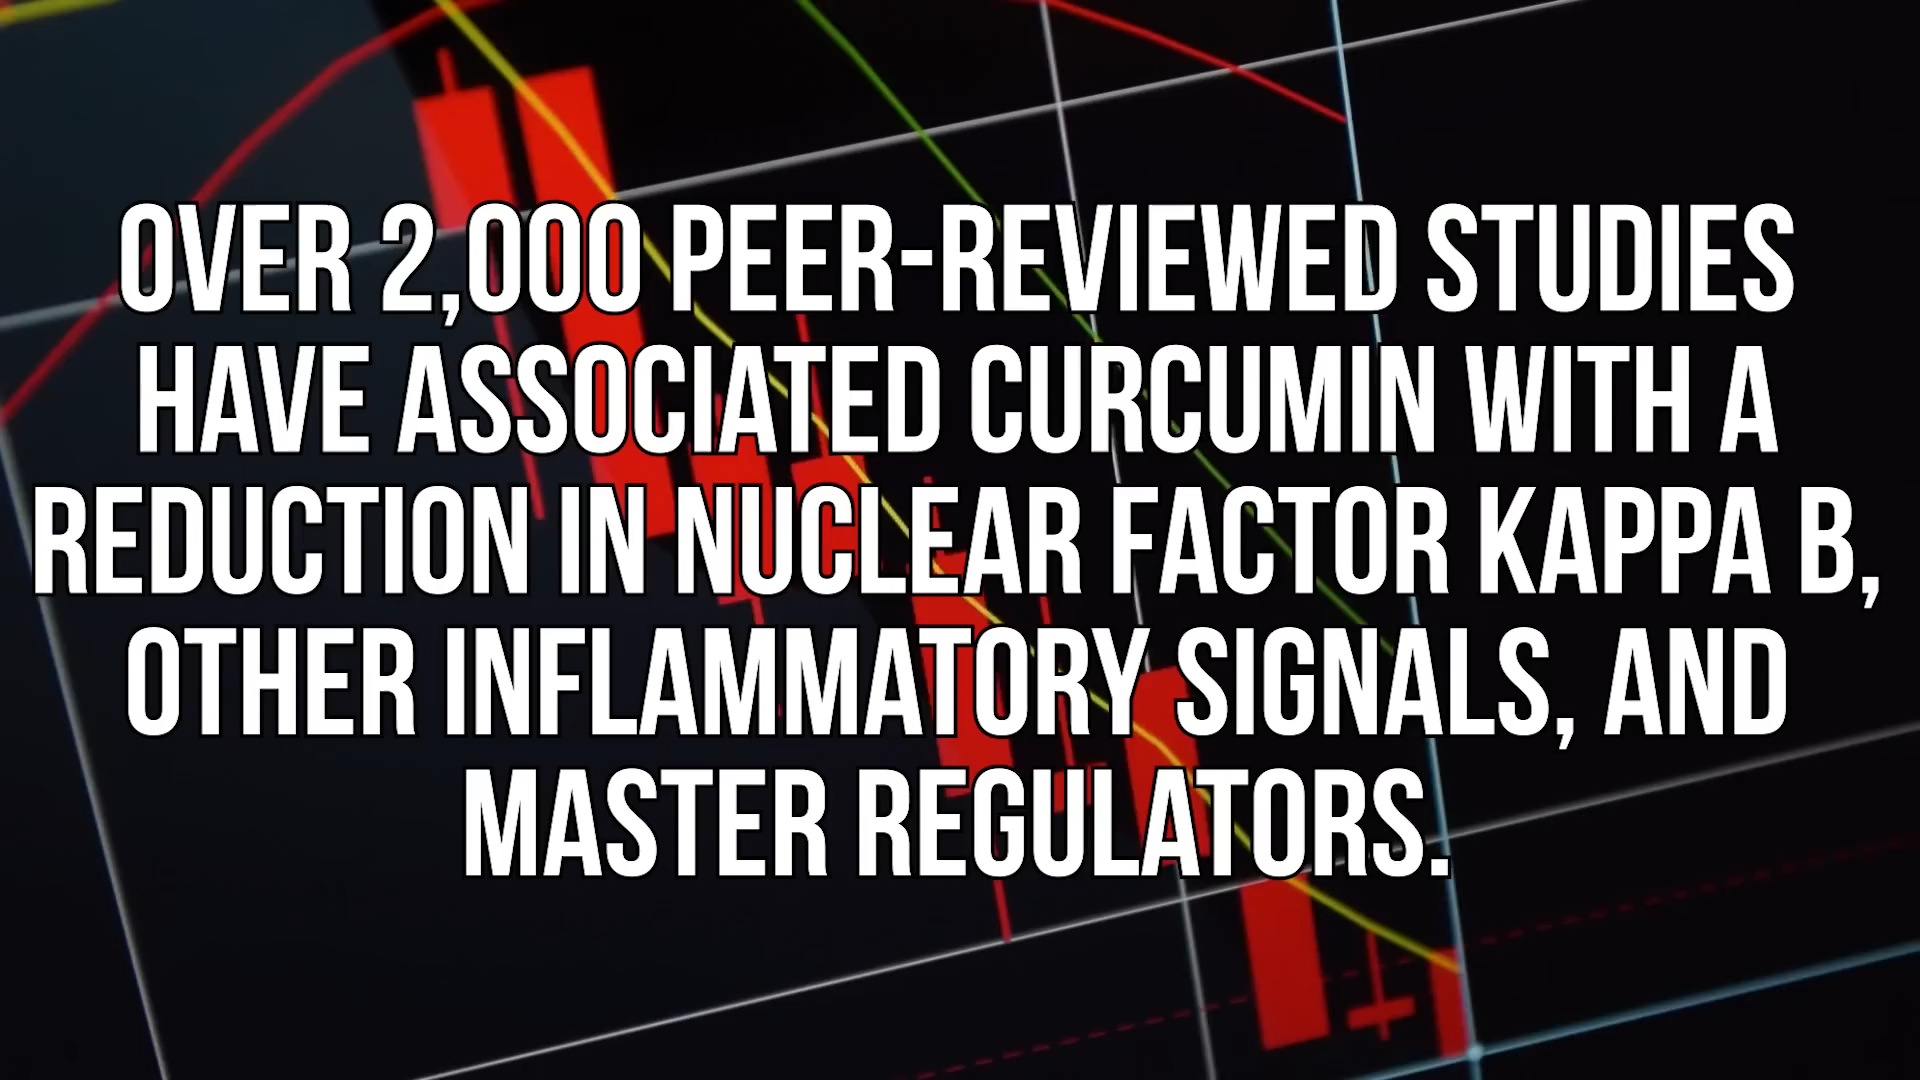 OVER 2,000 PEER-REVIEWED STUDIES
HAVE ASSOCIATED CURCUMIN WITH A
REDUCTION IN NUCLEAR FACTOR KAPPA B,
OTHER INFLAMMATORY SIGNALS, AND
MASTER REGULATORS.